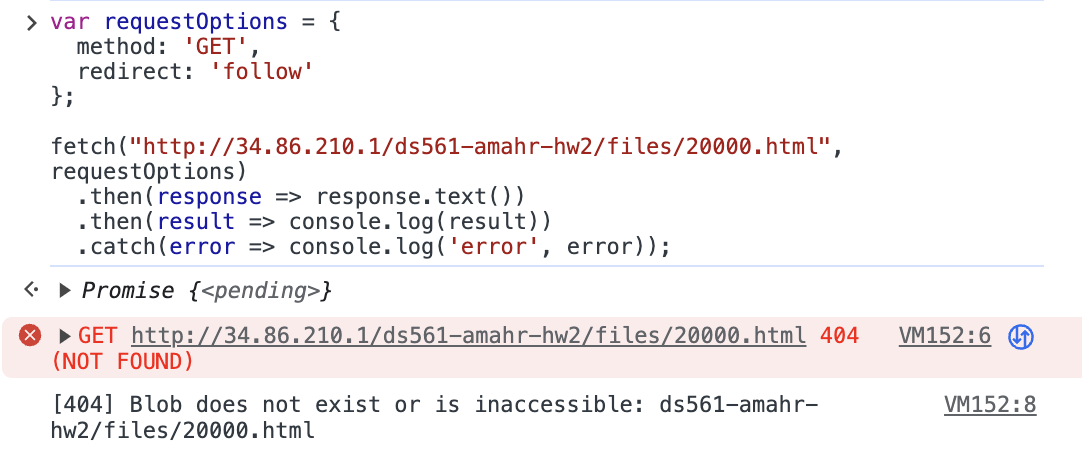 var requestOptions = {
  method: 'GET',
  redirect: 'follow'
};

fetch("http://34.86.210.1/ds561-amahr-hw2/files/20000.html",
requestOptions)
  .then(response => response.text())
  .then(result => console.log(result))
  .catch(error => console.log('error', error));
Promise {<pending>}
GET http://34.86.210.1/ds561-amahr-hw2/files/20000.html 404 VM152:6
(NOT FOUND)
[404] Blob does not exist or is inaccessible: ds561-amahr- VM152:8
hw2/files/20000.html